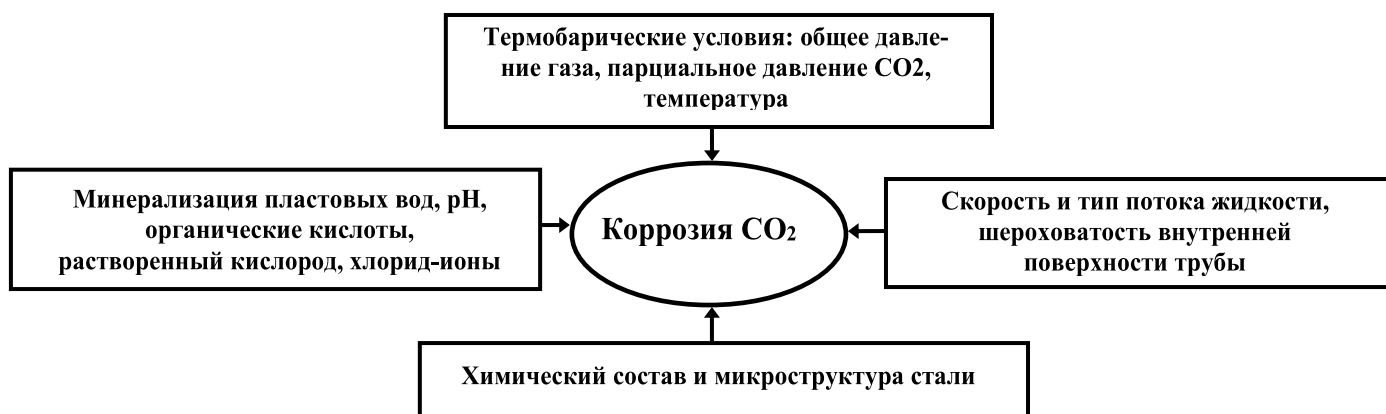 Термобарические условия: общее давле-
ние газа, парциальное давление CO2,
температура
Минерализация пластовых вод, pH,
органические кислоты,
растворенный кислород, хлорид-ионы
Коррозия CO₂
Скорость и тип потока жидкости,
шероховатость внутренней
поверхности трубы
Химический состав и микроструктура стали